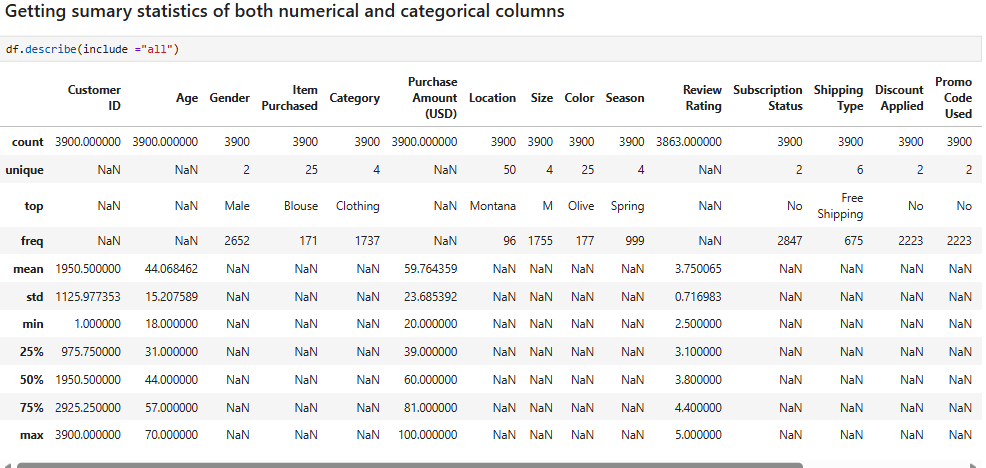 Getting sumary statistics of both numerical and categorical columns
df.describe(include ="all")
Customer ID Age Gender Item Purchased Category Purchase Amount (USD) Location Size Color Season Review Rating Subscription Status Shipping Type Discount Applied Promo Code Used
count 3900.000000 3900.000000 3900 3900 3900 3900.000000 3900 3900 3900 3900 3863.000000 3900 3900 3900 3900
unique NaN NaN 2 25 4 NaN 50 4 25 4 NaN 2 6 2 2
top NaN NaN Male Blouse Clothing NaN Montana M Olive Spring NaN No Free Shipping No No
freq NaN NaN 2652 171 1737 NaN 96 1755 177 999 NaN 2847 675 2223 2223
mean 1950.500000 44.068462 NaN NaN NaN 59.764359 NaN NaN NaN NaN 3.750065 NaN NaN NaN NaN
std 1125.977353 15.207589 NaN NaN NaN 23.685392 NaN NaN NaN NaN 0.716983 NaN NaN NaN NaN
min 1.000000 18.000000 NaN NaN NaN 20.000000 NaN NaN NaN NaN 2.500000 NaN NaN NaN NaN
25% 975.750000 31.000000 NaN NaN NaN 39.000000 NaN NaN NaN NaN 3.100000 NaN NaN NaN NaN
50% 1950.500000 44.000000 NaN NaN NaN 60.000000 NaN NaN NaN NaN 3.800000 NaN NaN NaN NaN
75% 2925.250000 57.000000 NaN NaN NaN 81.000000 NaN NaN NaN NaN 4.400000 NaN NaN NaN NaN
max 3900.000000 70.000000 NaN NaN NaN 100.000000 NaN NaN NaN NaN 5.000000 NaN NaN NaN NaN